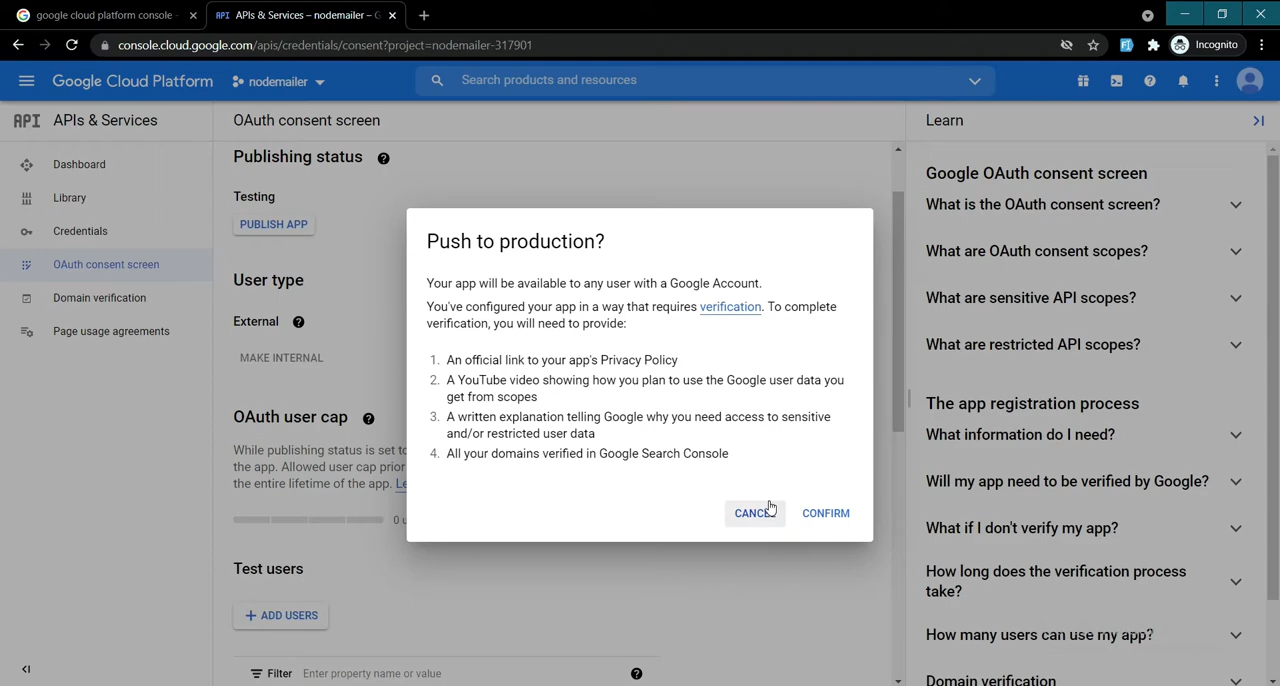 google cloud platform console -
API APIs & Services – nodemailer – G
console.cloud.google.com/apis/credentials/consent?project=nodemailer-317901
Incognito
Google Cloud Platform
nodemailer
Search products and resources
API APIs & Services
OAuth consent screen
Learn
Dashboard
Library
Credentials
OAuth consent screen
Domain verification
Page usage agreements
Publishing status
Testing
PUBLISH APP
User type
External
MAKE INTERNAL
OAuth user cap
While publishing status is set to
the app. Allowed user cap prior
the entire lifetime of the app. Le
0 u
Test users
+ ADD USERS
Filter Enter property name or value
Push to production?
Your app will be available to any user with a Google Account.
You've configured your app in a way that requires verification. To complete
verification, you will need to provide:
1. An official link to your app's Privacy Policy
2. A YouTube video showing how you plan to use the Google user data you
get from scopes
3. A written explanation telling Google why you need access to sensitive
and/or restricted user data
4. All your domains verified in Google Search Console
CANCEL CONFIRM
Google OAuth consent screen
What is the OAuth consent screen?
What are OAuth consent scopes?
What are sensitive API scopes?
What are restricted API scopes?
The app registration process
What information do I need?
Will my app need to be verified by Google?
What if I don't verify my app?
How long does the verification process
take?
How many users can use my app?
Domain verification